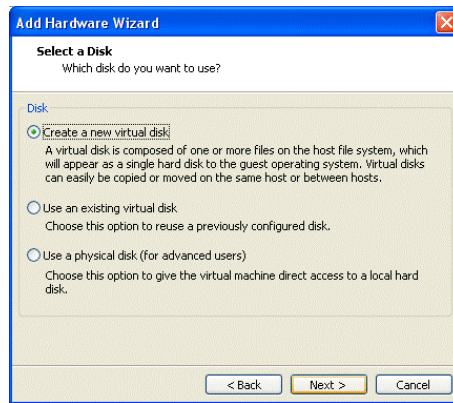 Add Hardware Wizard
Select a Disk
Which disk do you want to use?
Disk
Create a new virtual disk
A virtual disk is composed of one or more files on the host file system, which
will appear as a single hard disk to the guest operating system. Virtual disks
can easily be copied or moved on the same host or between hosts.
Use an existing virtual disk
Choose this option to reuse a previously configured disk.
Use a physical disk (for advanced users)
Choose this option to give the virtual machine direct access to a local hard
disk.
< Back Next > Cancel